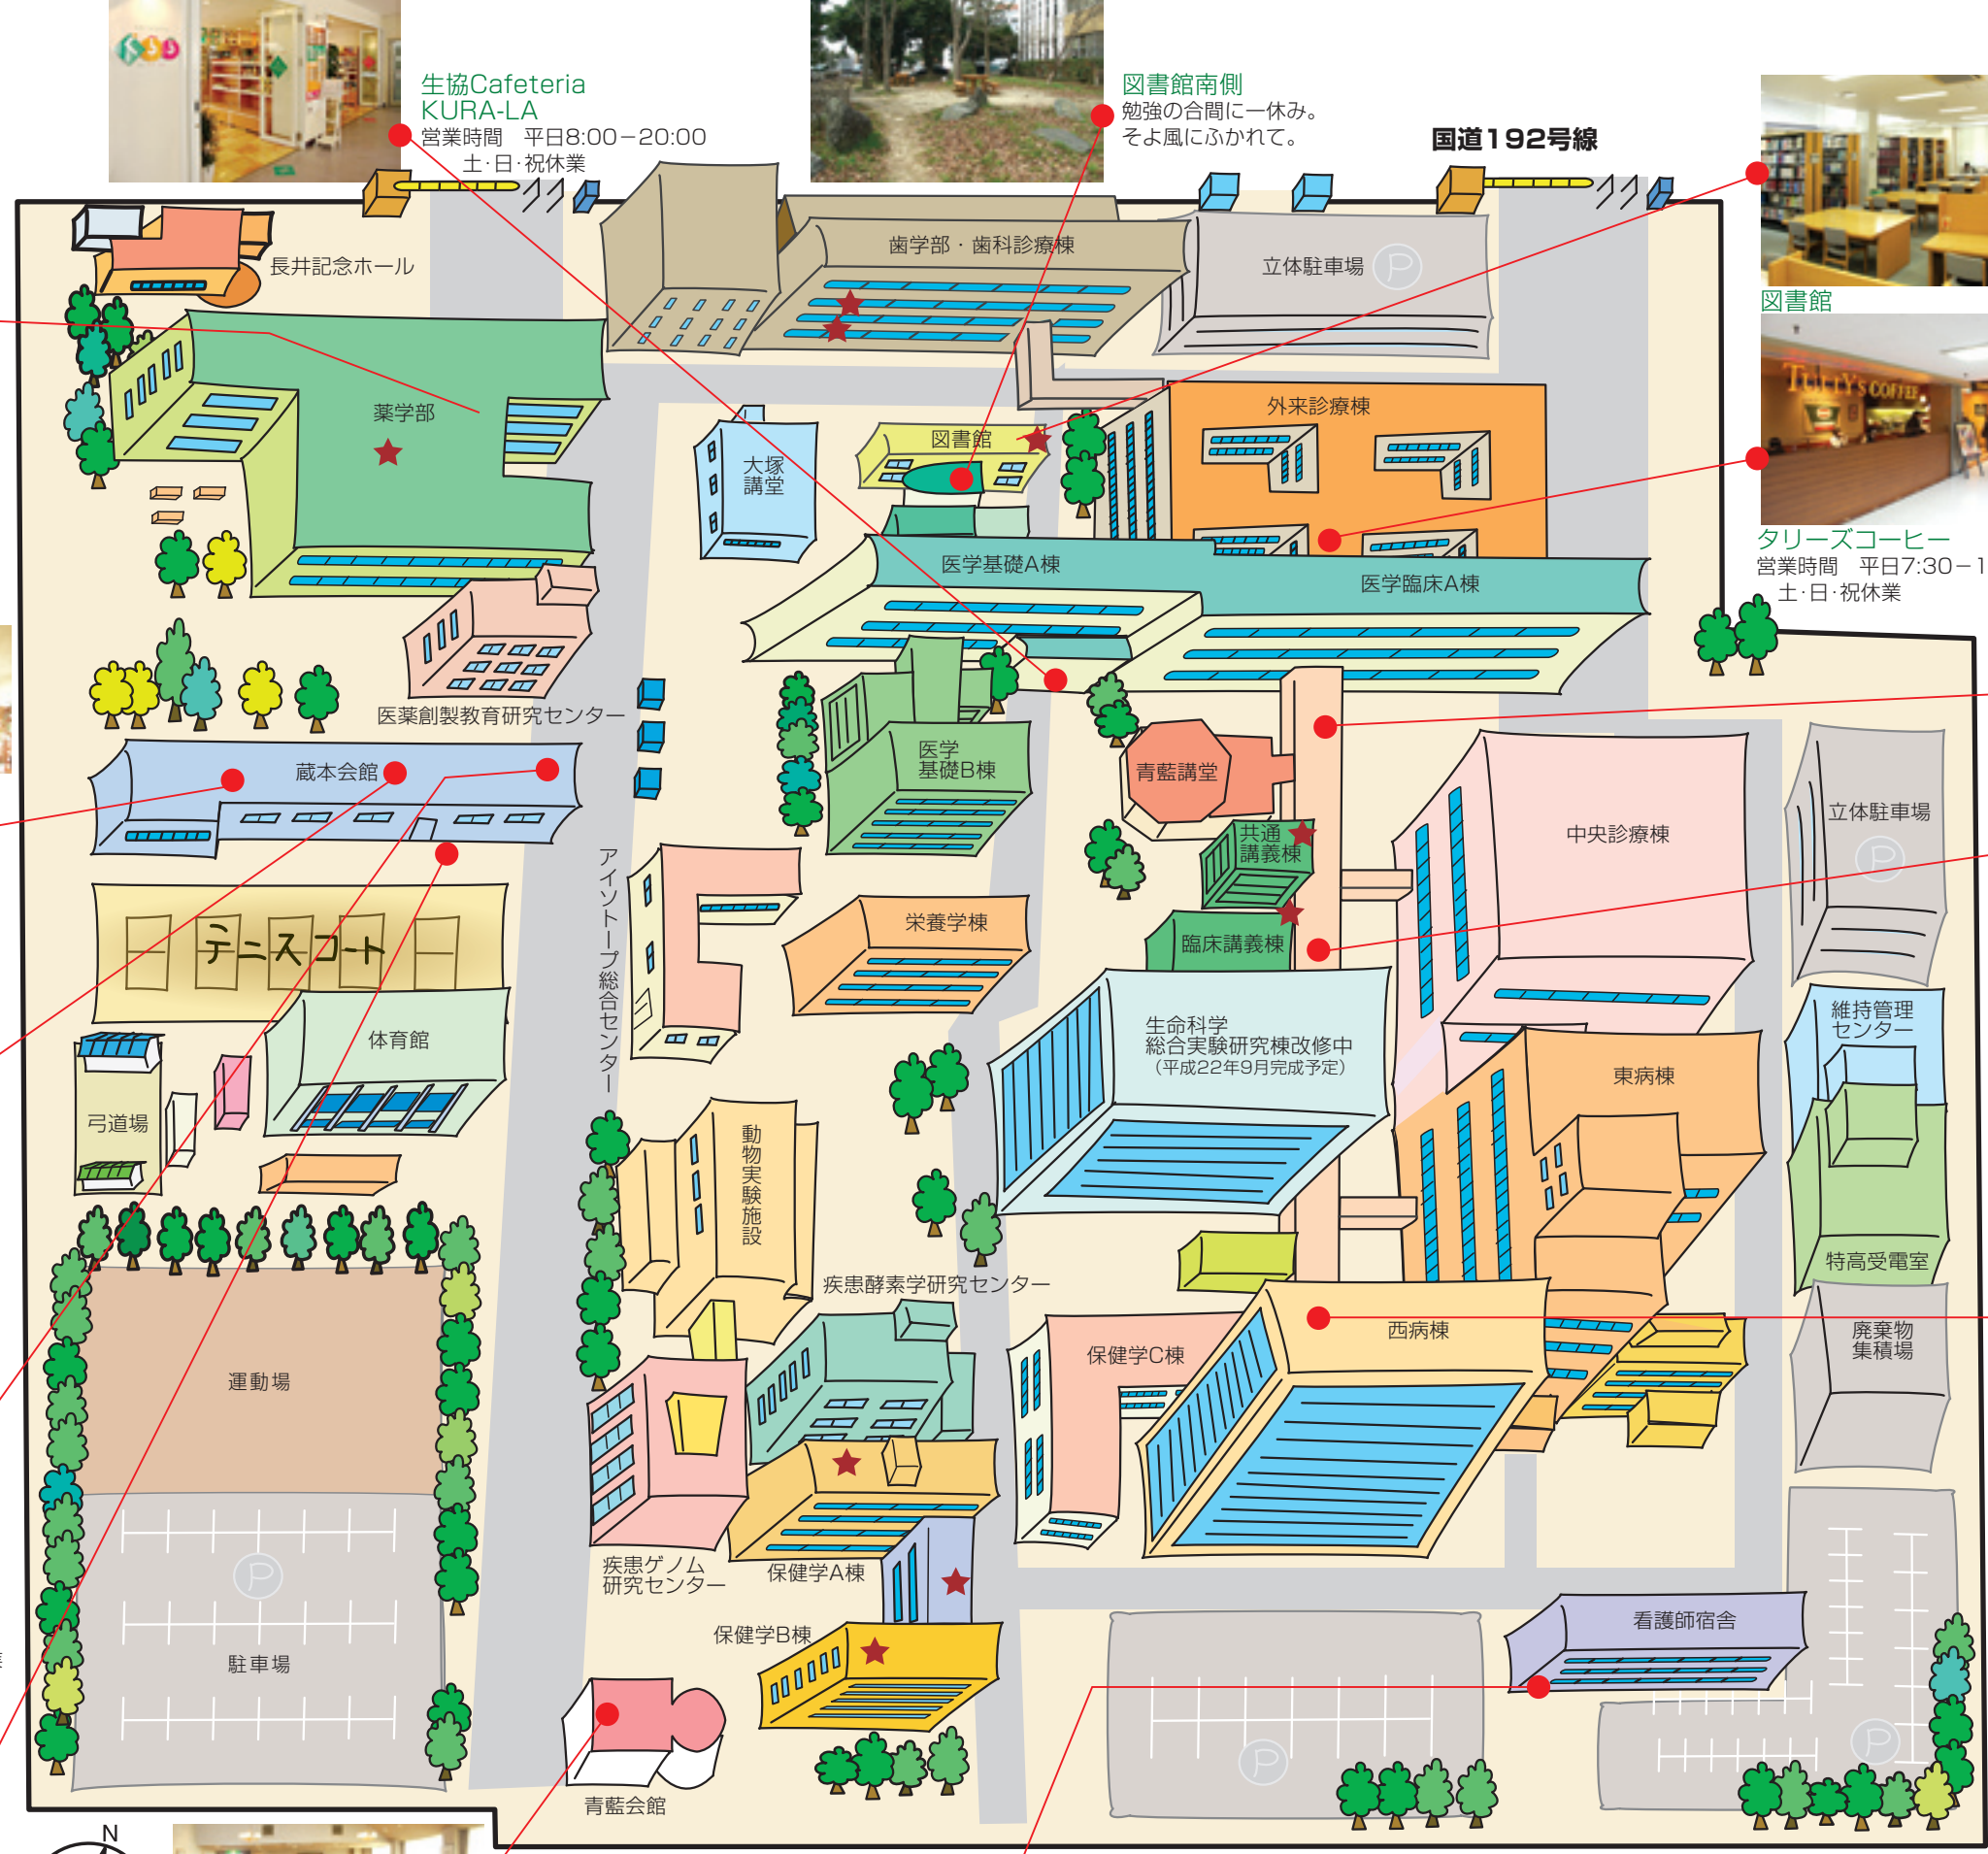 生協Cafeteria
KURA-LA
営業時間　平日8:00－20:00
土･日･祝休業
図書館南側
勉強の合間に一休み。
そよ風にふかれて。
国道192号線
図書館
TULLY'S COFFEE
タリーズコーヒー
営業時間　平日7:30－1
土･日･祝休業
長井記念ホール
歯学部・歯科診療棟
立体駐車場
P
薬学部
大塚
講堂
図書館
外来診療棟
医学基礎A棟
医学臨床A棟
医薬創製教育研究センター
蔵本会館
医学
基礎B棟
青藍講堂
共通
講義棟
中央診療棟
立体駐車場
P
テニスコート
アイソトープ総合センター
栄養学棟
臨床講義棟
体育館
生命科学
総合実験研究棟改修中
（平成22年9月完成予定）
維持管理
センター
東病棟
弓道場
動物実験施設
特高受電室
疾患酵素学研究センター
西病棟
廃棄物
集積場
保健学C棟
運動場
P
疾患ゲノム
研究センター
保健学A棟
保健学B棟
看護師宿舎
駐車場
P
P
青藍会館
N